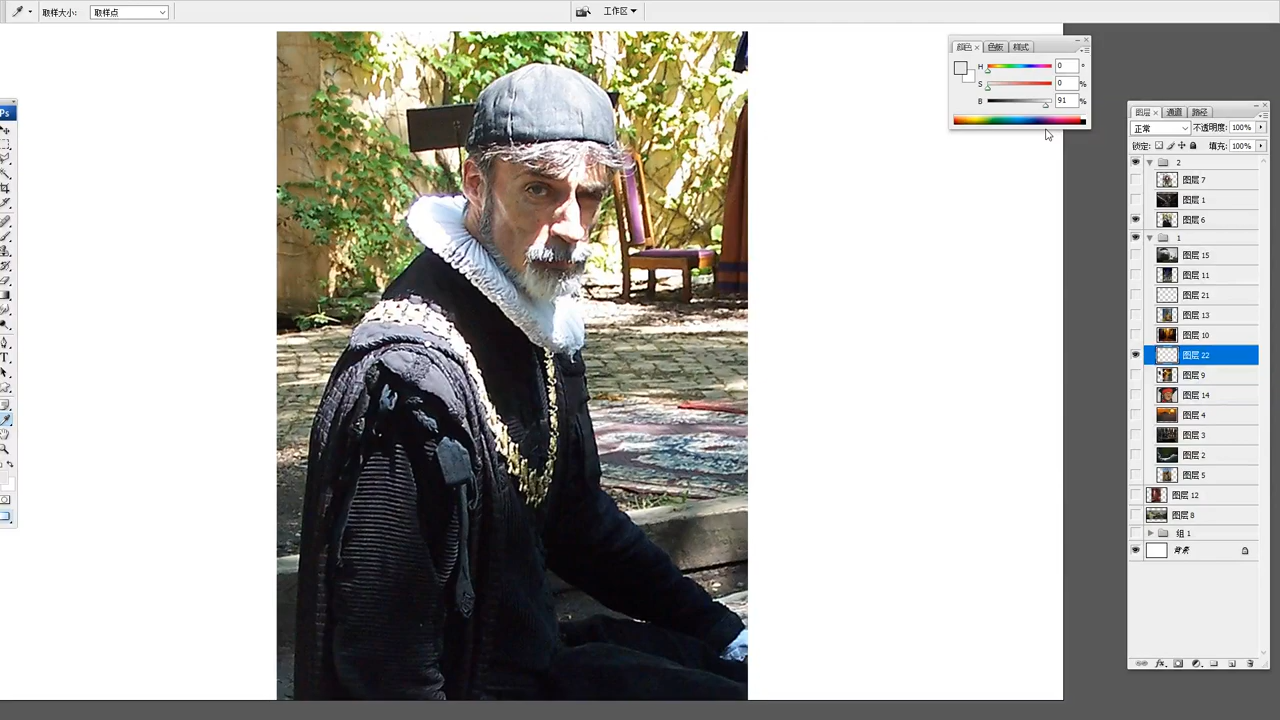 取样大小: 取样点
工作区
Ps
颜色 × 色板 样式
H 0 °
S 0 %
B 91 %
图层 × 通道 路径
正常 不透明度: 100%
锁定: 填充: 100%
2
图层 7
图层 1
图层 6
1
图层 15
图层 11
图层 21
图层 13
图层 10
图层 22
图层 9
图层 14
图层 4
图层 3
图层 2
图层 5
图层 12
图层 8
组 1
背景